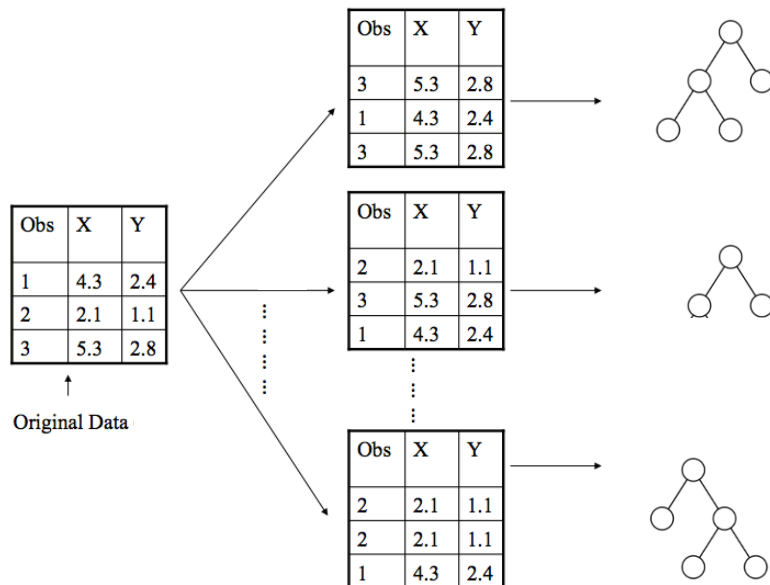 Obs X Y
3 5.3 2.8
1 4.3 2.4
3 5.3 2.8
Obs X Y
1 4.3 2.4
2 2.1 1.1
3 5.3 2.8
Original Data
Obs X Y
2 2.1 1.1
3 5.3 2.8
1 4.3 2.4
Obs X Y
2 2.1 1.1
2 2.1 1.1
1 4.3 2.4